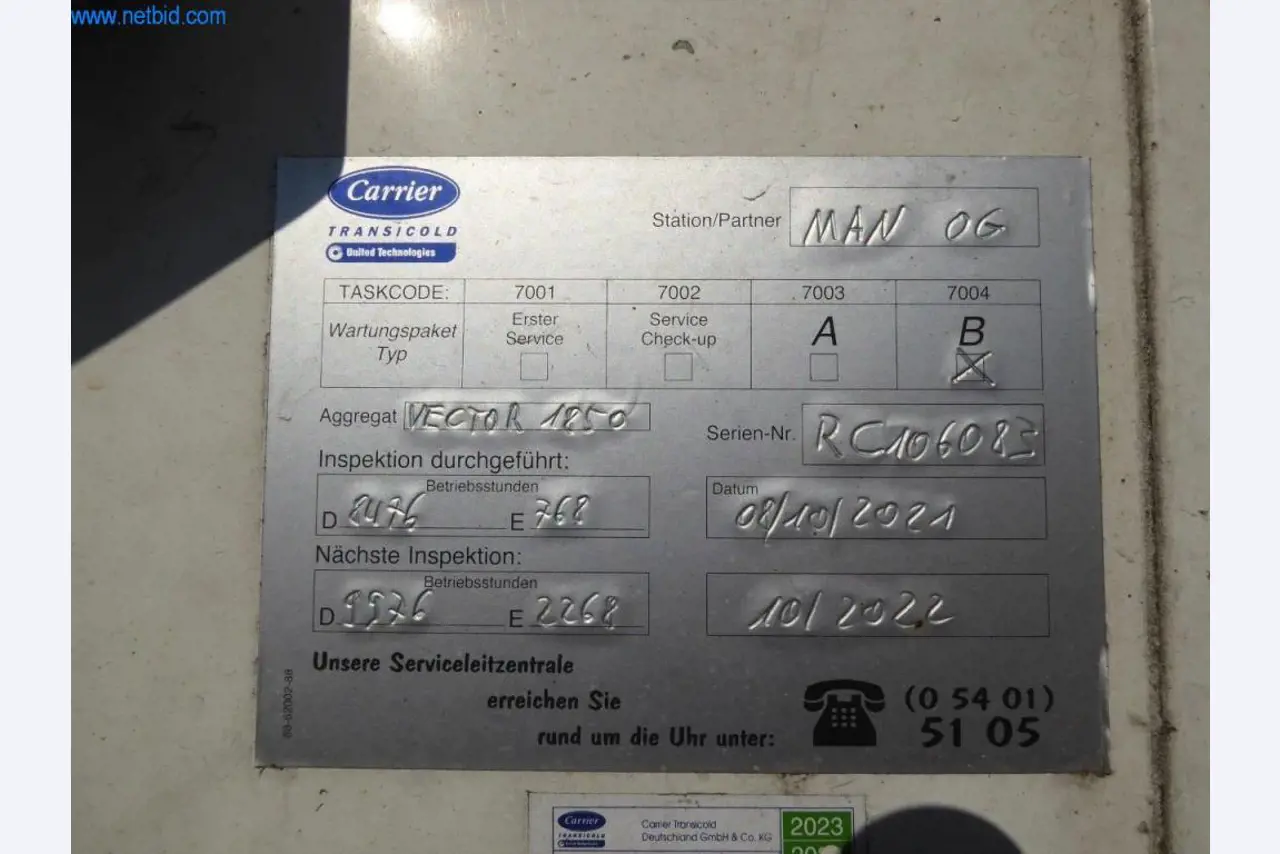 www.netbid.com
Carrier
TRANSICOLD
United Technologies
Station/Partner MAN OG
TASKCODE: 7001 7002 7003 7004
Wartungspaket Typ Erster Service Service Check-up A B
Aggregat VECTOR 1850
Serien-Nr. RC106083
Inspektion durchgeführt:
Betriebsstunden
D 8476 E 768
Datum
08/10/2021
Nächste Inspektion:
Betriebsstunden
D 9976 E 2268
10/2022
Unsere Serviceleitzentrale
erreichen Sie
rund um die Uhr unter:
(0 54 01)
51 05
Carrier
TRANSICOLD
Carrier Transicold
Deutschland GmbH & Co. KG
2023